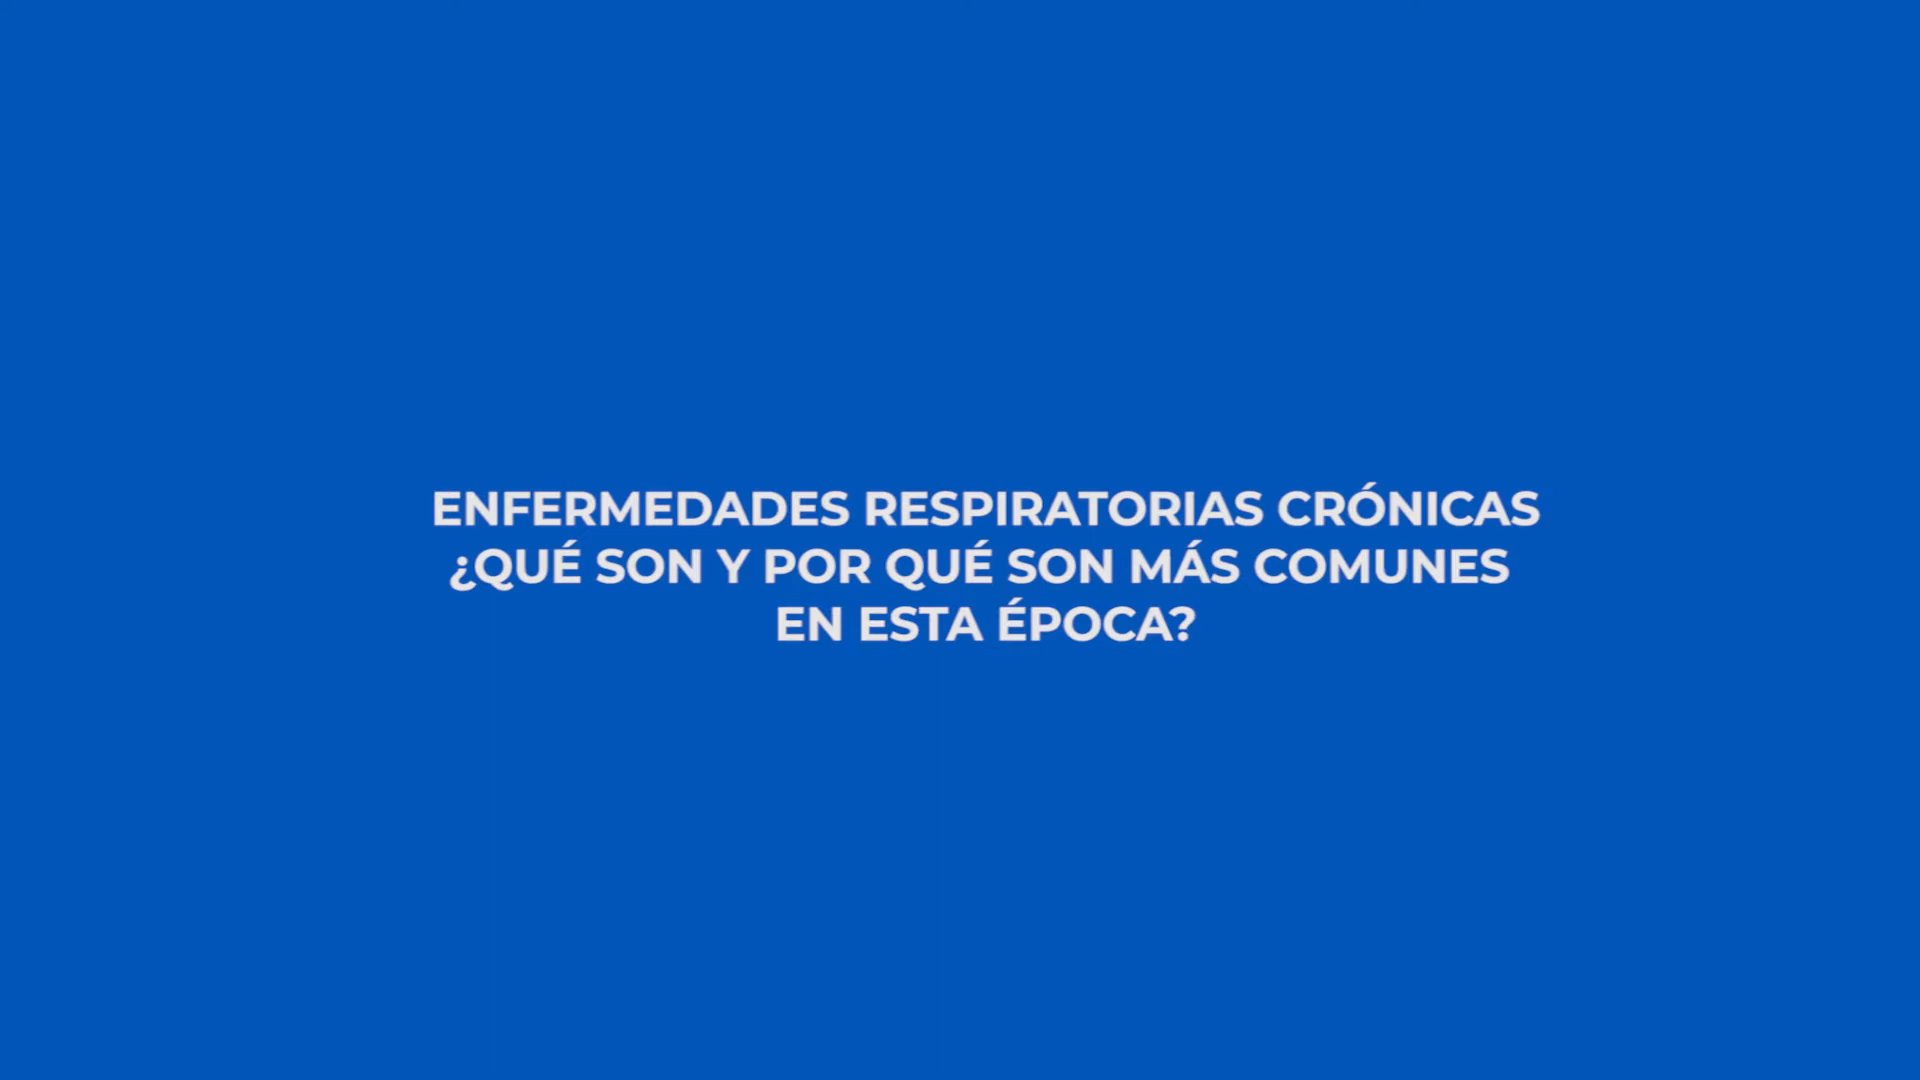 ENFERMEDADES RESPIRATORIAS CRÓNICAS
¿QUÉ SON Y POR QUÉ SON MÁS COMUNES
EN ESTA ÉPOCA?